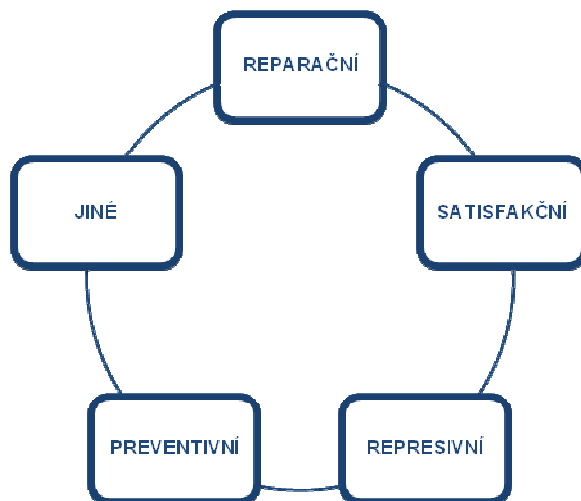 REPARAČNÍ
JINÉ
SATISFAKČNÍ
PREVENTIVNÍ
REPRESIVNÍ